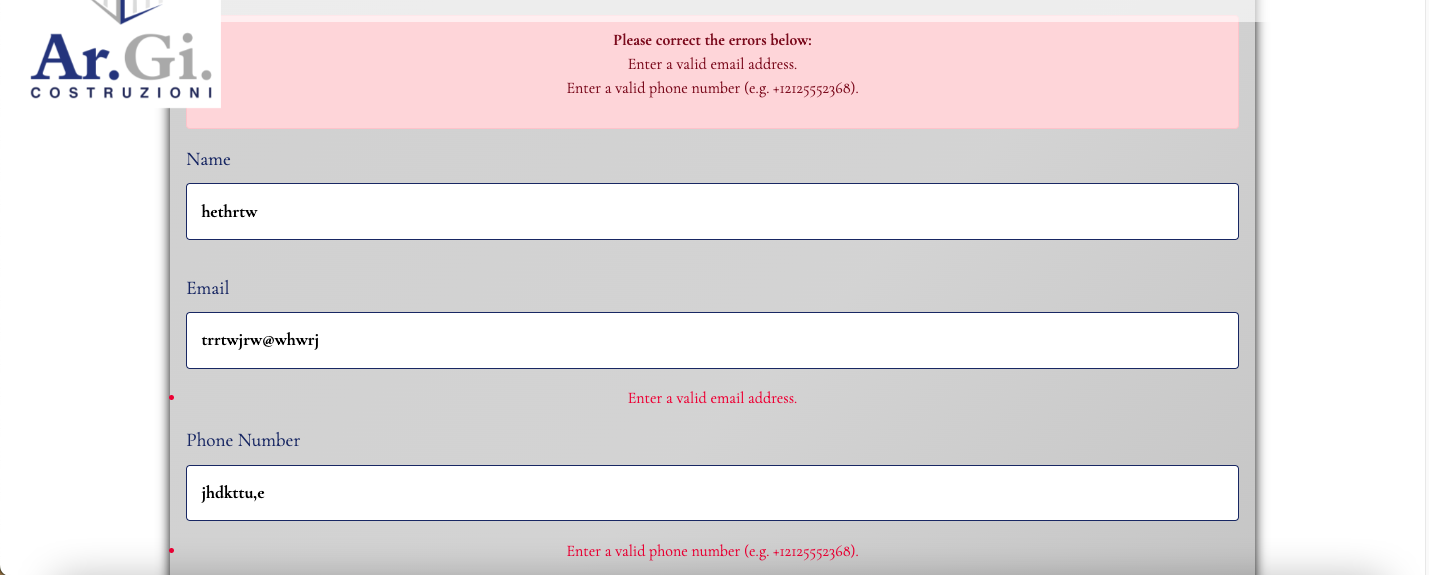 Ar.Gi.
COSTRUZIONI
Please correct the errors below:
Enter a valid email address.
Enter a valid phone number (e.g. +12125552368).
Name
hethrtw
Email
trrtwjrw@whwrj
Enter a valid email address.
Phone Number
jhdkttu,e
Enter a valid phone number (e.g. +12125552368).